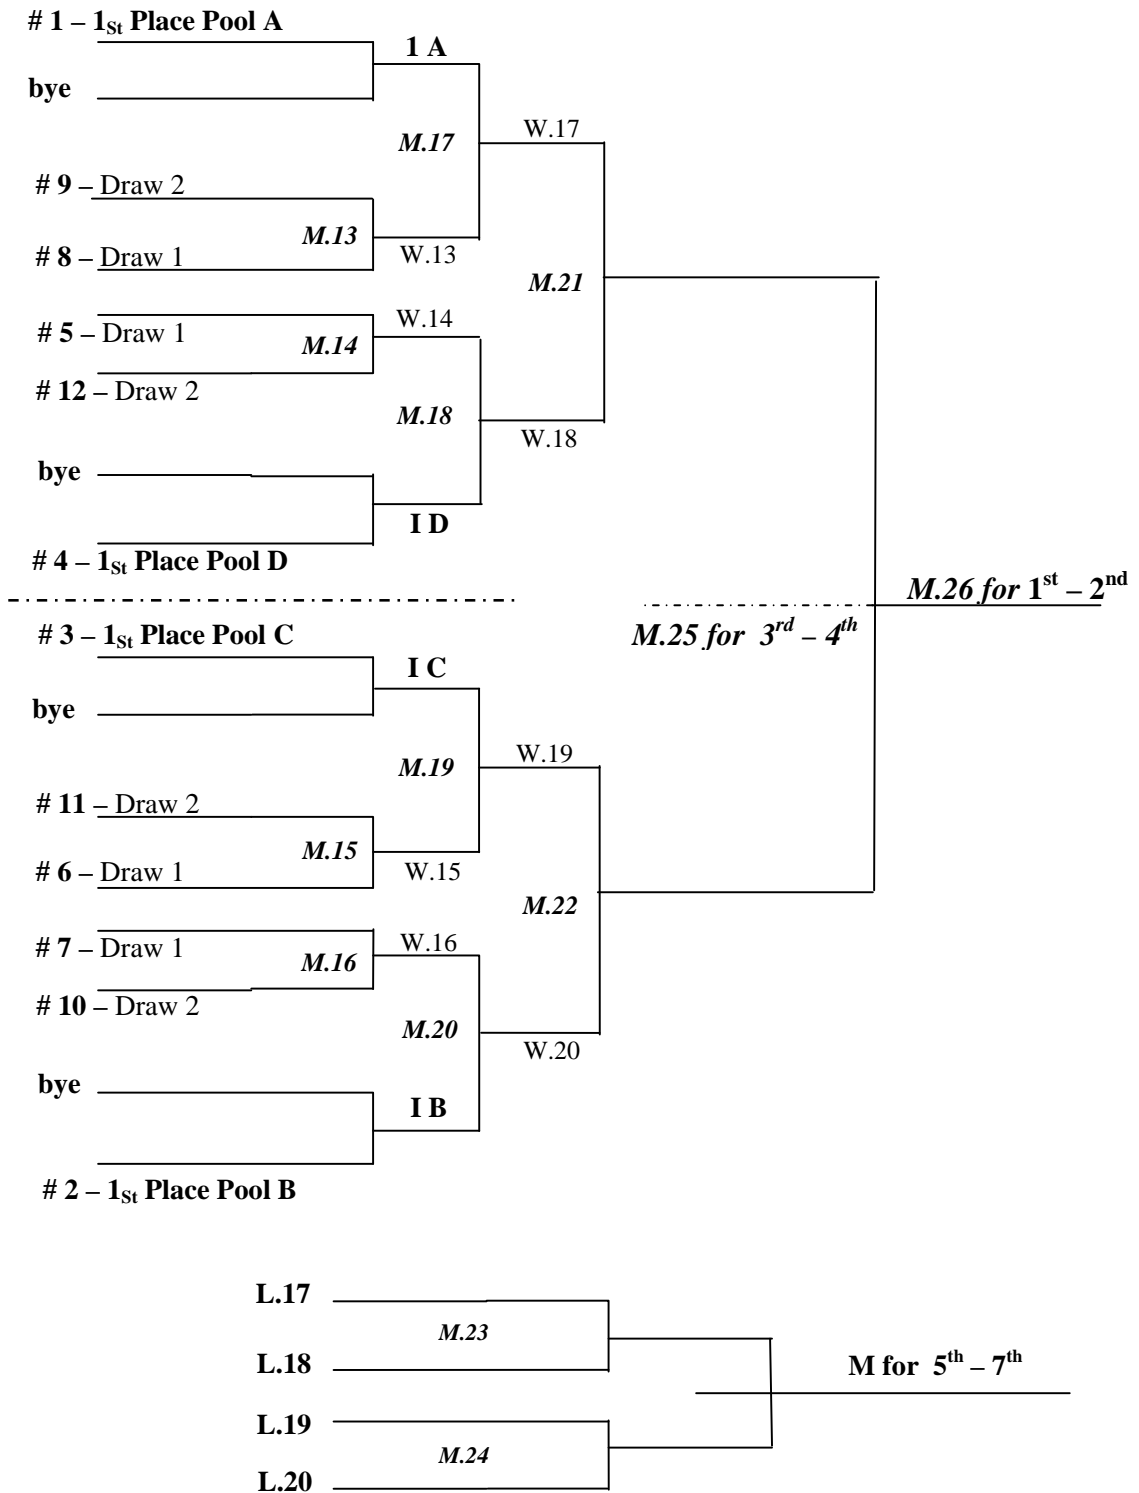 # 1 – 1St Place Pool A
1 A
bye
M.17
W.17
# 9 – Draw 2
M.13
W.13
# 8 – Draw 1
M.21
# 5 – Draw 1
M.14
W.14
# 12 – Draw 2
M.18
W.18
bye
I D
# 4 – 1St Place Pool D
M.26 for 1st – 2nd
M.25 for 3rd – 4th
# 3 – 1St Place Pool C
I C
bye
M.19
W.19
# 11 – Draw 2
M.15
W.15
# 6 – Draw 1
M.22
# 7 – Draw 1
M.16
W.16
# 10 – Draw 2
M.20
W.20
bye
I B
# 2 – 1St Place Pool B
L.17
M.23
L.18
M for 5th – 7th
L.19
M.24
L.20